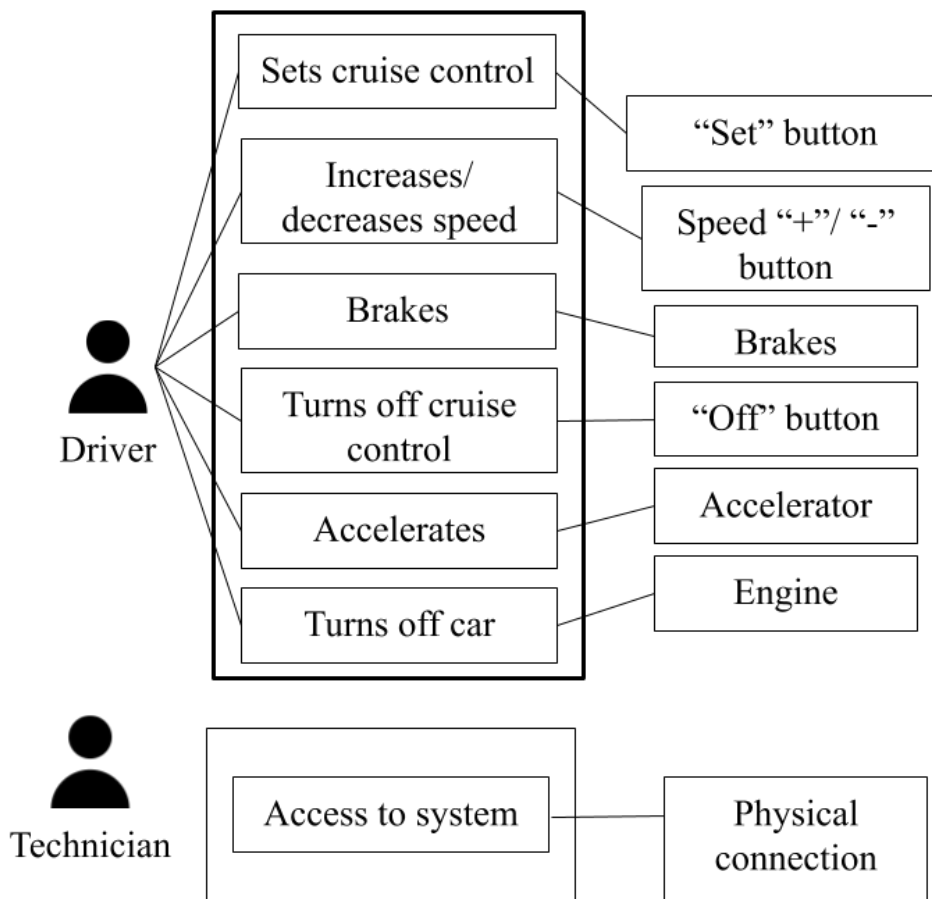 Sets cruise control
“Set” button
Increases/
decreases speed
Speed “+”/ “-”
button
Brakes
Brakes
Driver
Turns off cruise
control
“Off” button
Accelerates
Accelerator
Turns off car
Engine
Technician
Access to system
Physical
connection